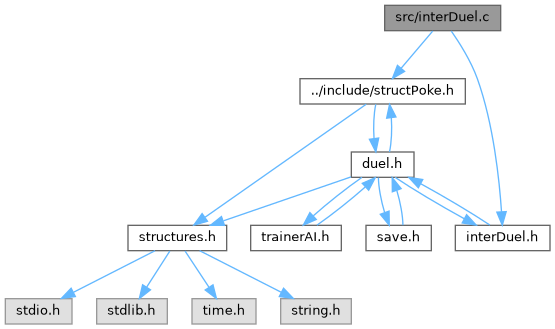 src/interDuel.c
../include/structPoke.h
duel.h
structures.h
trainerAI.h
save.h
interDuel.h
stdio.h
stdlib.h
time.h
string.h